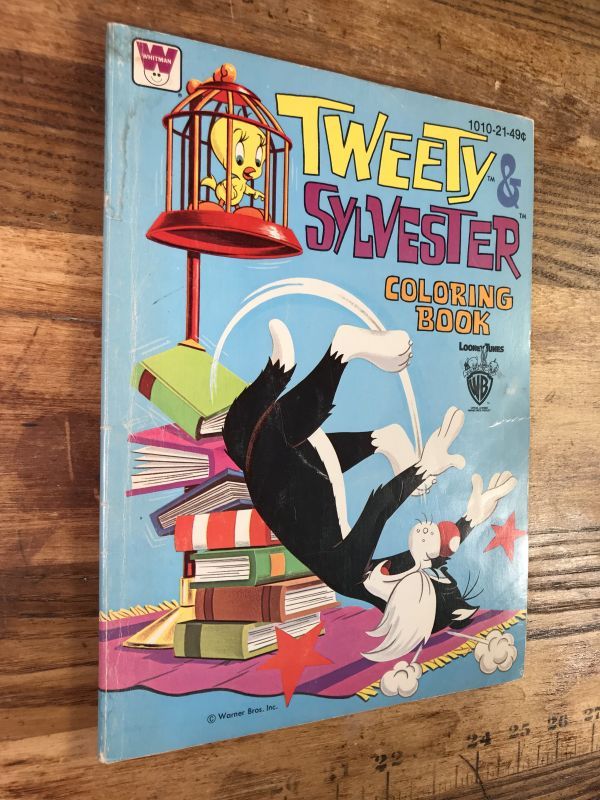 WHITMAN
W
1010-21-49¢
TWEETY™ &
SYLVESTER™
COLORING
BOOK
LOONEY TUNES
WB
© Warner Bros. Inc.
22
24 25 26 27